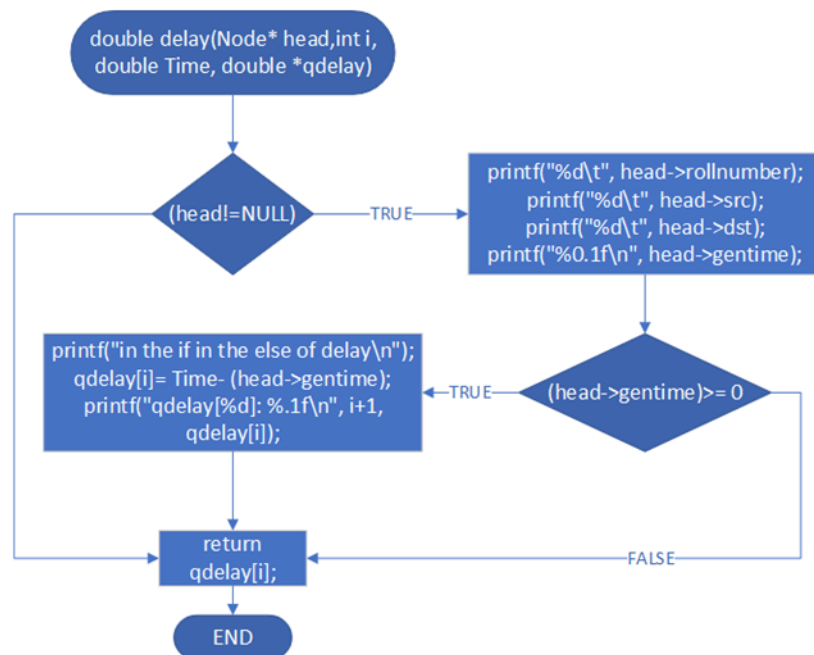 double delay(Node* head,int i,
double Time, double *qdelay)
(head!=NULL)
TRUE
printf("%d\t", head->rollnumber);
printf("%d\t", head->src);
printf("%d\t", head->dst);
printf("%0.1f\n", head->gentime);
(head->gentime)>= 0
TRUE
printf("in the if in the else of delay\n");
qdelay[i]= Time- (head->gentime);
printf("qdelay[%d]: %.1f\n", i+1,
qdelay[i]);
FALSE
return
qdelay[i];
END